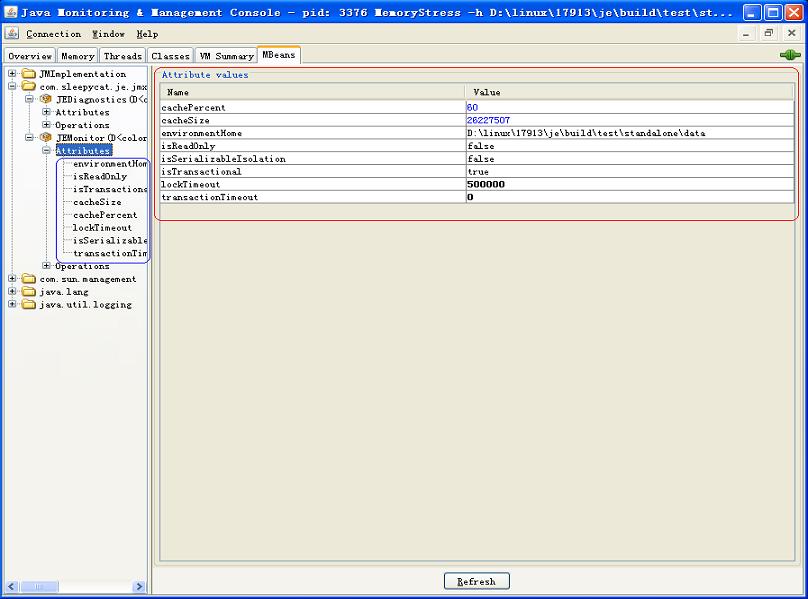 Java Monitoring & Management Console - pid: 3376 MemoryStress -h D:\linux\17913\je\build\test\st...
Connection Window Help
Overview Memory Threads Classes VM Summary MBeans
JMImplementation
com.sleepycat.je.jmx
JEDiagnostics(D<c
Attributes
Operations
JEMonitor(D<color
Attributes
environmentHom
isReadOnly
isTransactiona
cacheSize
cachePercent
lockTimeout
isSerializable
transactionTim
Operations
com.sun.management
java.lang
java.util.logging
Attribute values
Name Value
cachePercent 60
cacheSize 26227507
environmentHome D:\linux\17913\je\build\test\standalone\data
isReadOnly false
isSerializableIsolation false
isTransactional true
lockTimeout 500000
transactionTimeout 0
Refresh